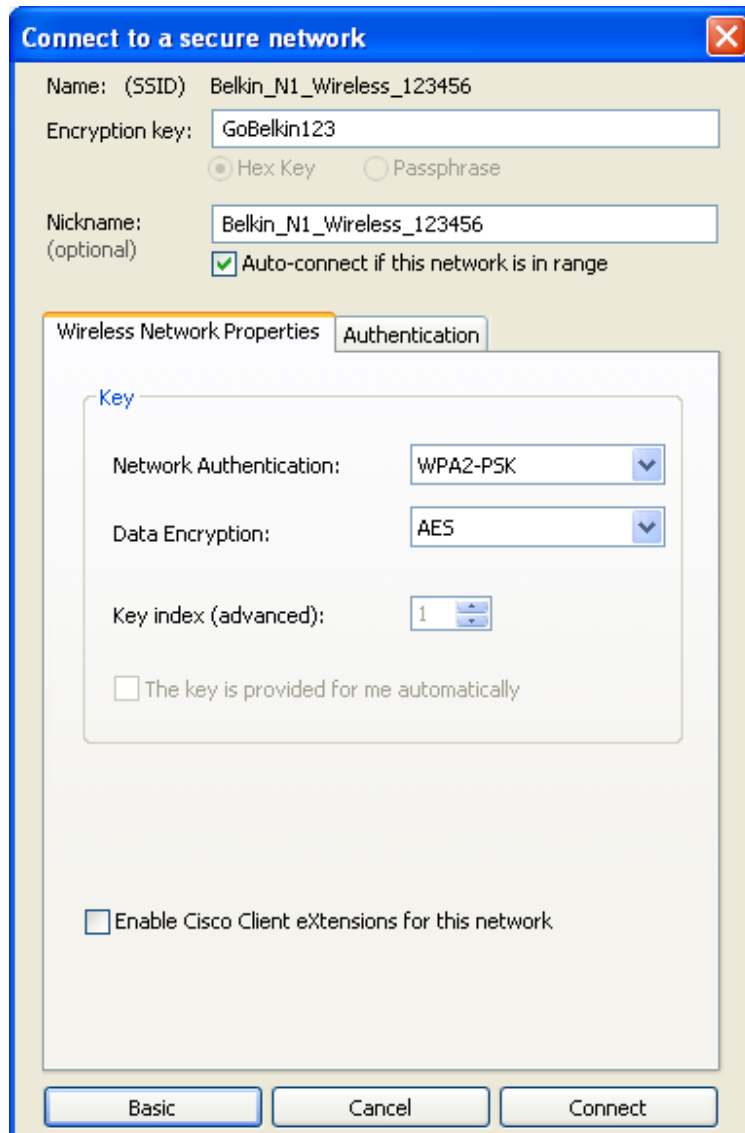 Connect to a secure network
Name: (SSID) Belkin_N1_Wireless_123456
Encryption key: GoBelkin123
Hex Key Passphrase
Nickname: Belkin_N1_Wireless_123456
(optional)
Auto-connect if this network is in range
Wireless Network Properties Authentication
Key
Network Authentication: WPA2-PSK
Data Encryption: AES
Key index (advanced): 1
The key is provided for me automatically
Enable Cisco Client eXtensions for this network
Basic Cancel Connect